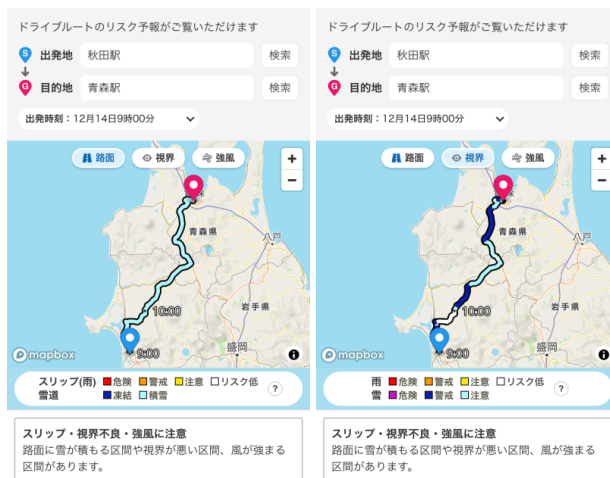 ドライブルートのリスク予報がご覧いただけます
S 出発地 秋田駅 検索
G 目的地 青森駅 検索
出発時刻：12月14日9時00分
路面 視界 強風
+
−
青森県
八戸
10:00
岩手県
盛岡
9:00
mapbox
スリップ(雨) 危険 警戒 注意 リスク低
雪道 凍結 積雪
?
スリップ・視界不良・強風に注意
路面に雪が積もる区間や視界が悪い区間、風が強まる
区間があります。
ドライブルートのリスク予報がご覧いただけます
S 出発地 秋田駅 検索
G 目的地 青森駅 検索
出発時刻：12月14日9時00分
路面 視界 強風
+
−
青森県
八戸
10:00
岩手県
盛岡
9:00
mapbox
雨 危険 警戒 注意 リスク低
雪 危険 警戒 注意
?
スリップ・視界不良・強風に注意
路面に雪が積もる区間や視界が悪い区間、風が強まる
区間があります。